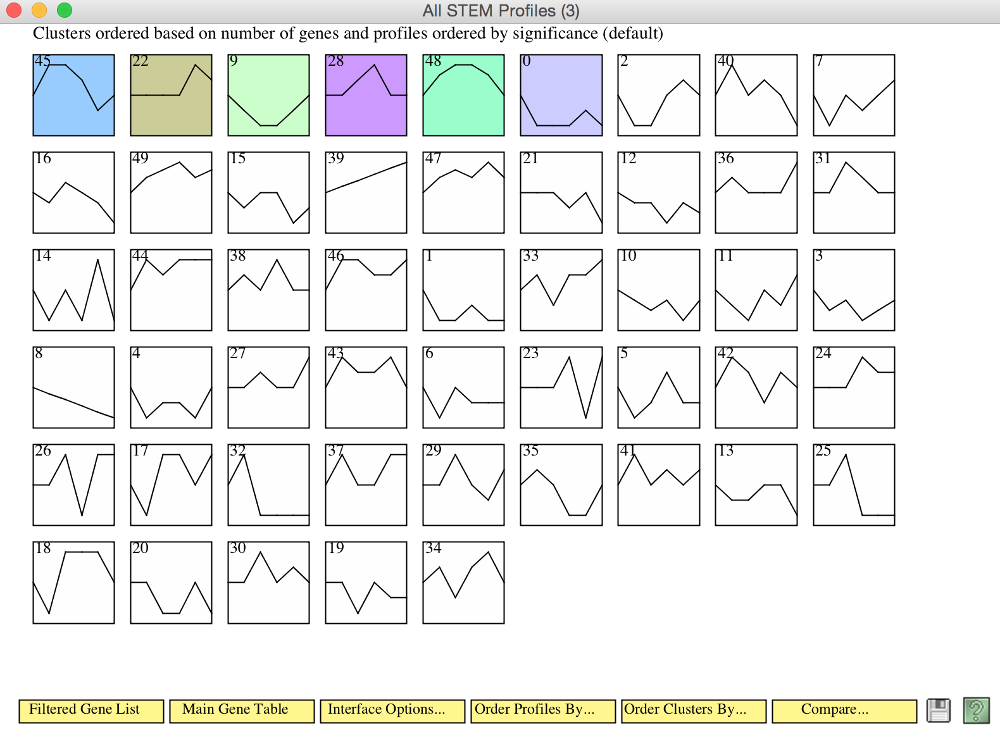 All STEM Profiles (3)
Clusters ordered based on number of genes and profiles ordered by significance (default)
45 22 9 28 48 0 2 40 7
16 49 15 39 47 21 12 36 31
14 44 38 46 1 33 10 11 3
8 4 27 43 6 23 5 42 24
26 17 32 37 29 35 41 13 25
18 20 30 19 34
Filtered Gene List Main Gene Table Interface Options... Order Profiles By... Order Clusters By... Compare... ?